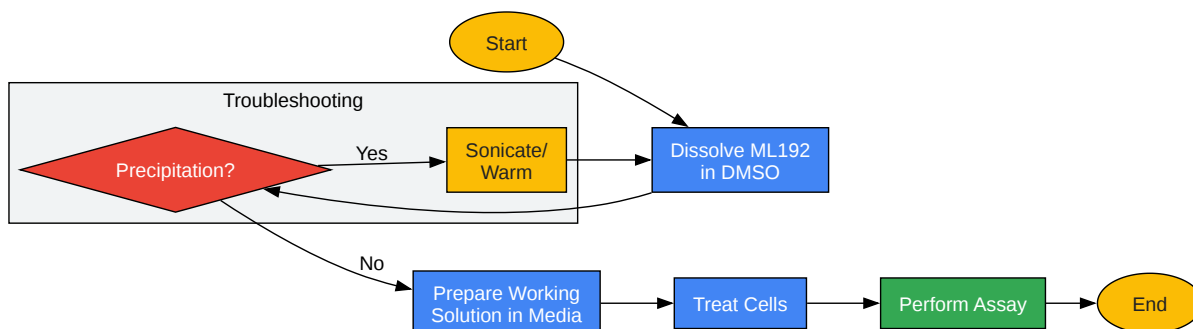 Start
Troubleshooting
Precipitation?
Yes
Sonicate/
Warm
Dissolve ML192
in DMSO
No
Prepare Working
Solution in Media
Treat Cells
Perform Assay
End